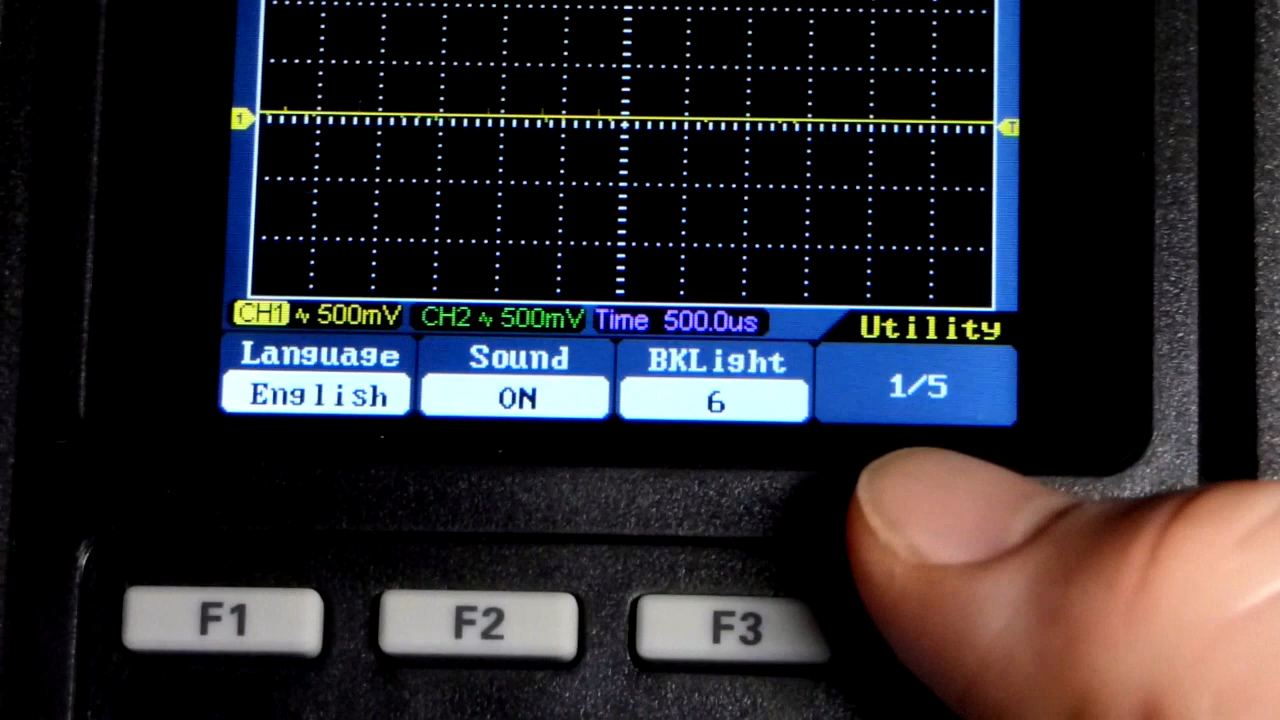 1
T
CH1 500mV CH2 500mV Time 500.0us
Utility
Language Sound BKLight 1/5
English ON 6
F1 F2 F3